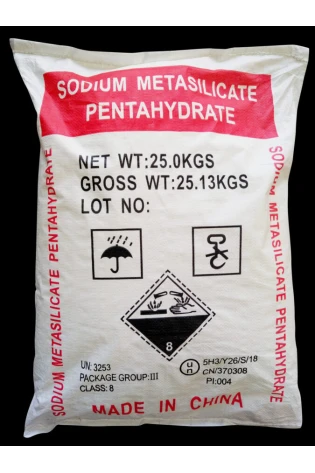 SODIUM METASILICATE
PENTAHYDRATE
NET WT:25.0KGS
GROSS WT:25.13KGS
LOT NO:
SODIUM METASILICATE PENTAHYDRATE
SODIUM METASILICATE PENTAHYDRATE
8
UN: 3253
PACKAGE GROUP:III
CLASS: 8
un
5H3/Y26/S/18
CN/370308
PI:004
MADE IN CHINA